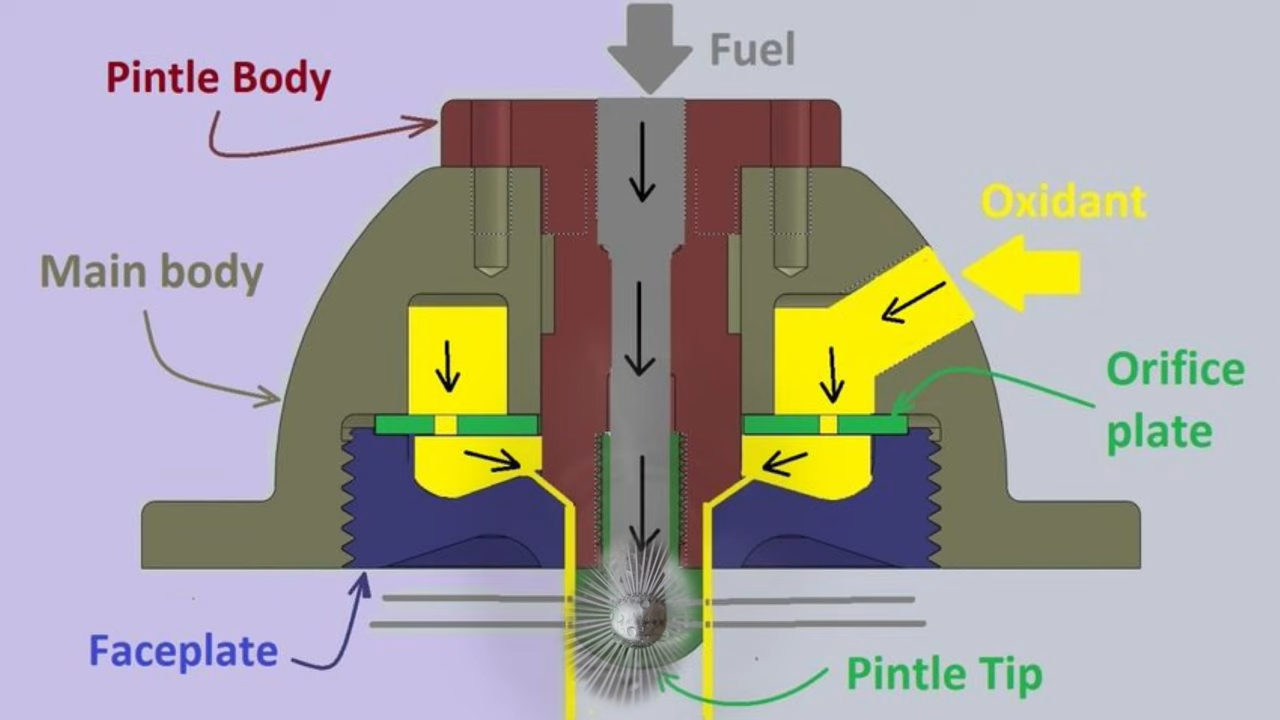 Fuel
Pintle Body
Oxidant
Main body
Orifice
plate
Faceplate
Pintle Tip